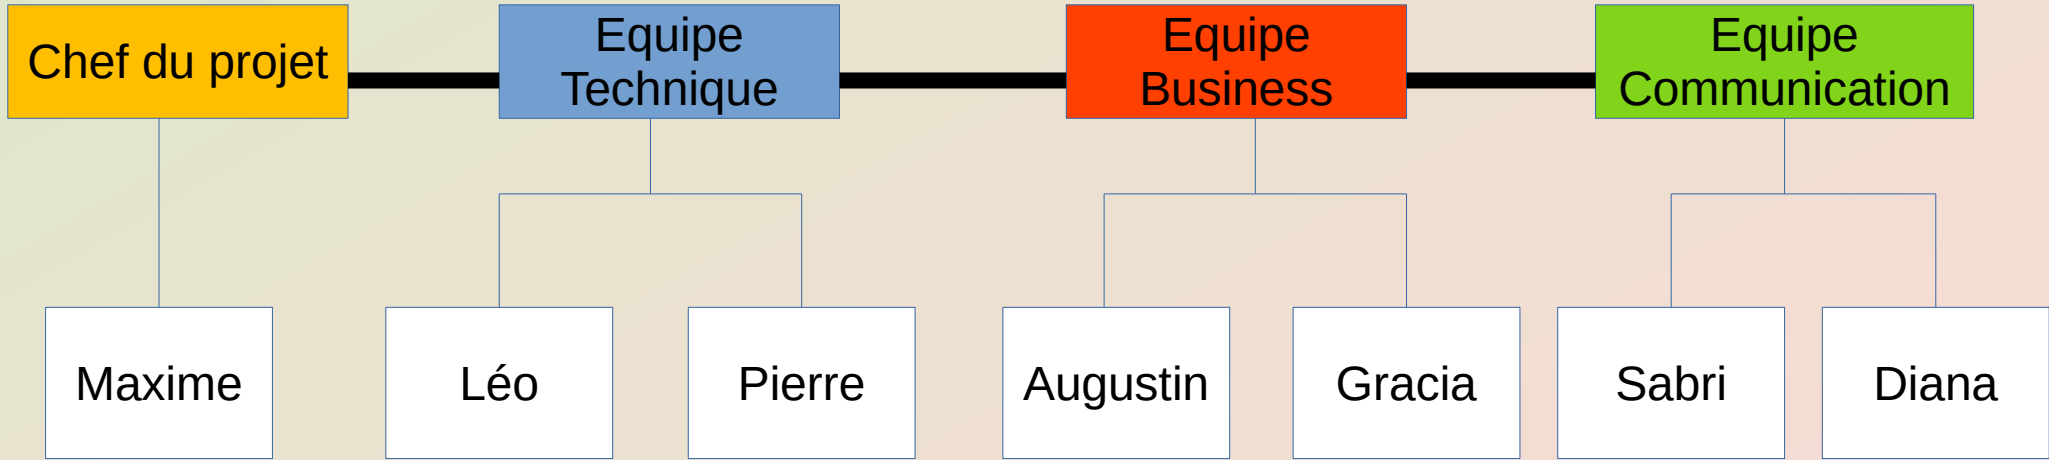 Chef du projet
Equipe
Technique
Equipe
Business
Equipe
Communication
Maxime
Léo
Pierre
Augustin
Gracia
Sabri
Diana